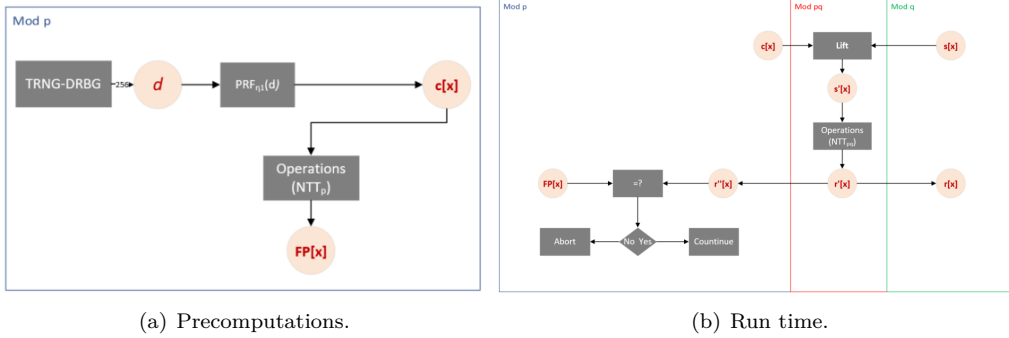 Mod p
TRNG-DRBG
256
d
PRFη1(d)
c[x]
Operations
(NTTp)
FP[x]
(a) Precomputations.
Mod p
Mod pq
Mod q
c[x]
Lift
s[x]
s'[x]
Operations
(NTTpq)
FP[x]
=?
r''[x]
r'[x]
r[x]
Abort
No Yes
Countinue
(b) Run time.